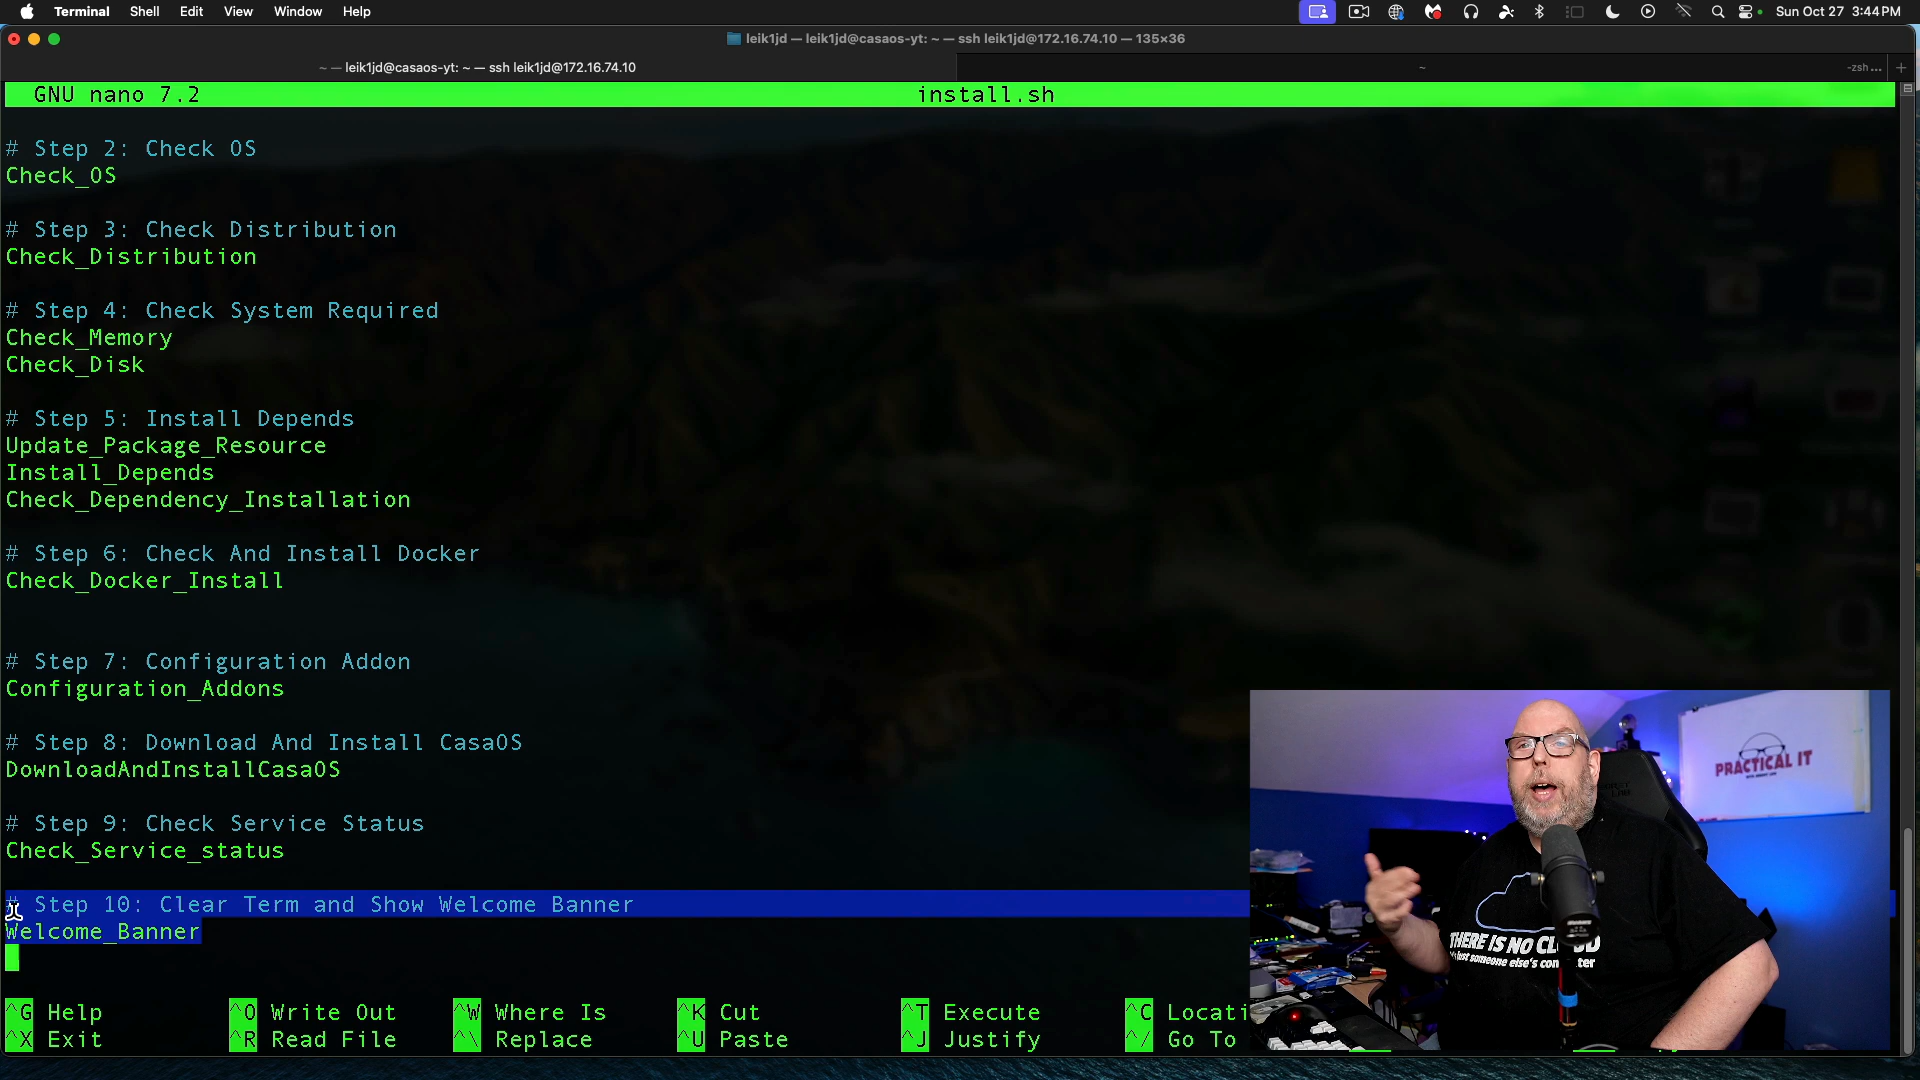 Terminal Shell Edit View Window Help
Sun Oct 27 3:44 PM
leik1jd — leik1jd@casaos-yt: ~ — ssh leik1jd@172.16.74.10 — 135×36
~ — leik1jd@casaos-yt: ~ — ssh leik1jd@172.16.74.10
~ -zsh ... +
GNU nano 7.2 install.sh
# Step 2: Check OS
Check_OS
# Step 3: Check Distribution
Check_Distribution
# Step 4: Check System Required
Check_Memory
Check_Disk
# Step 5: Install Depends
Update_Package_Resource
Install_Depends
Check_Dependency_Installation
# Step 6: Check And Install Docker
Check_Docker_Install
# Step 7: Configuration Addon
Configuration_Addons
# Step 8: Download And Install CasaOS
DownloadAndInstallCasaOS
# Step 9: Check Service Status
Check_Service_status
# Step 10: Clear Term and Show Welcome Banner
Welcome_Banner
^G Help ^O Write Out ^W Where Is ^K Cut ^T Execute ^C Locati
^X Exit ^R Read File ^\ Replace ^U Paste ^J Justify ^/ Go To
PRACTICAL IT
THERE IS NO CLOUD
just someone else's computer